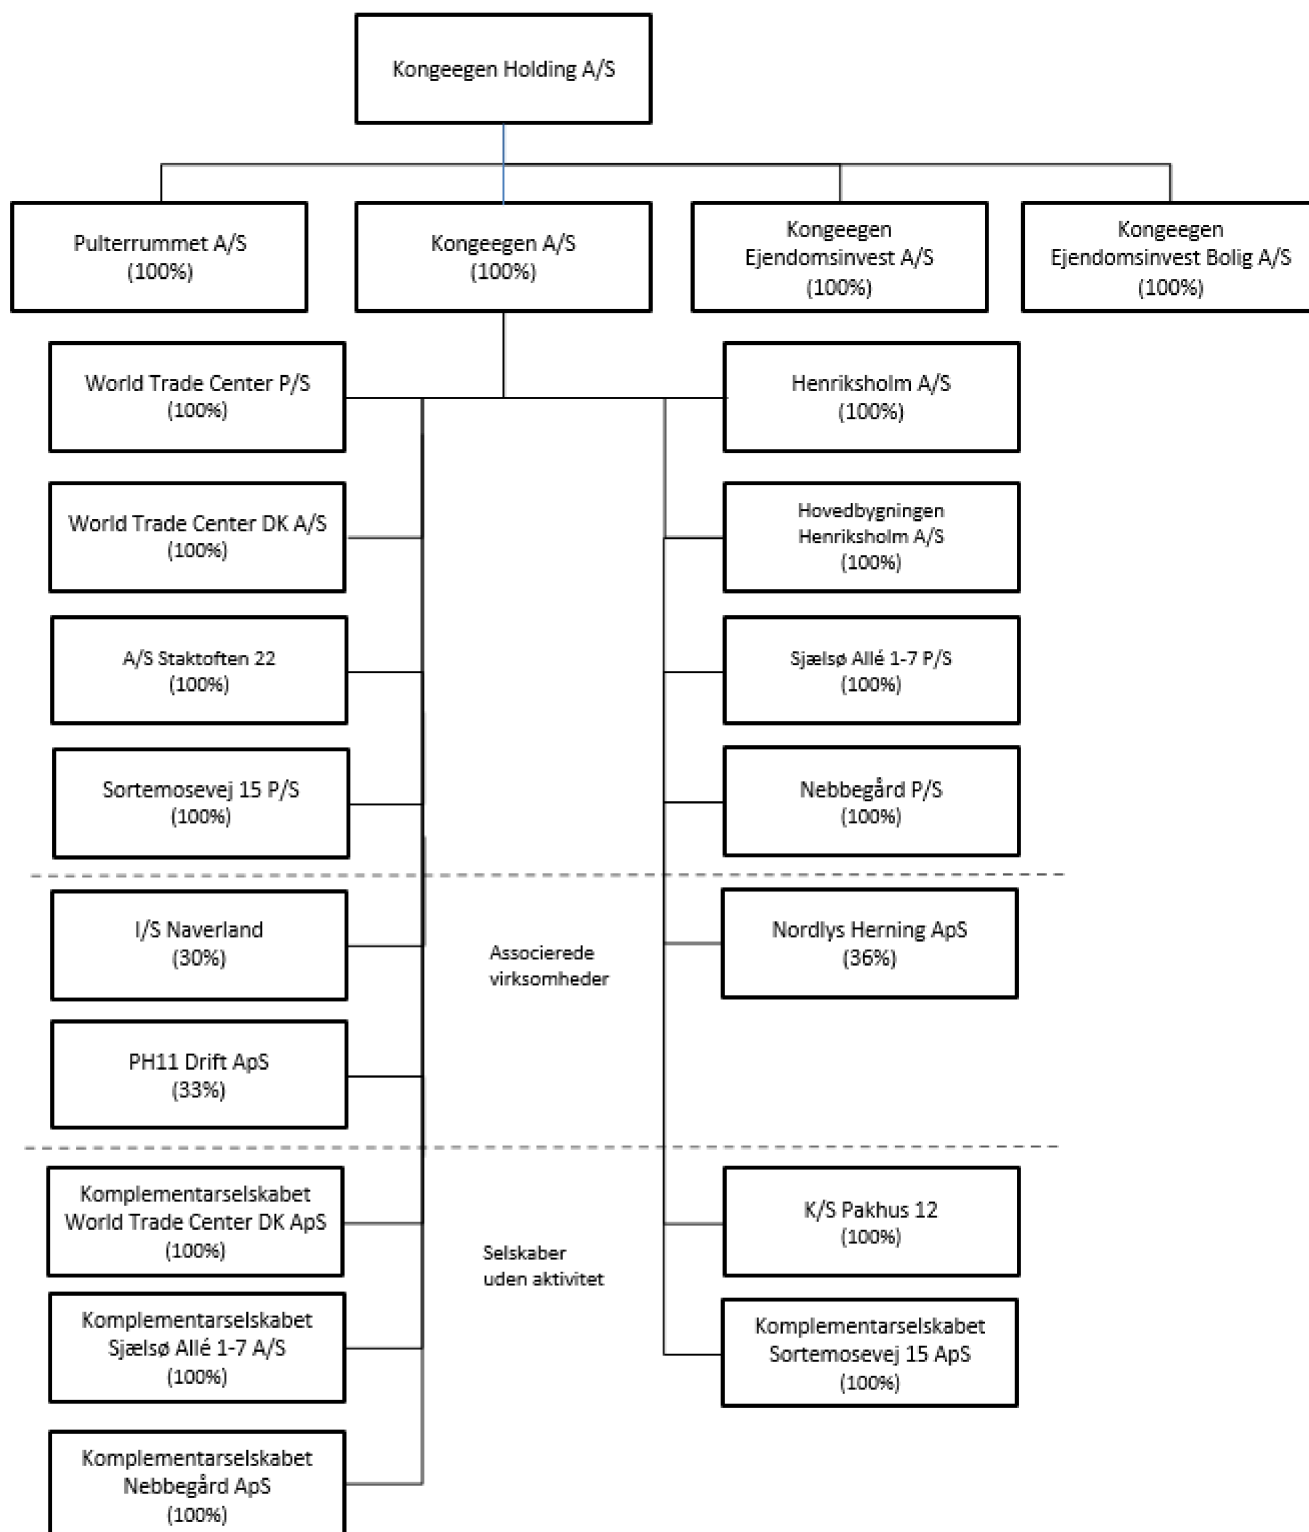 Kongeegen Holding A/S
Pulterrummet A/S
(100%)
Kongeegen A/S
(100%)
Kongeegen
Ejendomsinvest A/S
(100%)
Kongeegen
Ejendomsinvest Bolig A/S
(100%)
World Trade Center P/S
(100%)
Henriksholm A/S
(100%)
World Trade Center DK A/S
(100%)
Hovedbygningen
Henriksholm A/S
(100%)
A/S Staktoften 22
(100%)
Sjælsø Allé 1-7 P/S
(100%)
Sortemosevej 15 P/S
(100%)
Nebbegård P/S
(100%)
I/S Naverland
(30%)
Associerede
virksomheder
Nordlys Herning ApS
(36%)
PH11 Drift ApS
(33%)
Komplementarselskabet
World Trade Center DK ApS
(100%)
Selskaber
uden aktivitet
K/S Pakhus 12
(100%)
Komplementarselskabet
Sjælsø Allé 1-7 A/S
(100%)
Komplementarselskabet
Sortemosevej 15 ApS
(100%)
Komplementarselskabet
Nebbegård ApS
(100%)